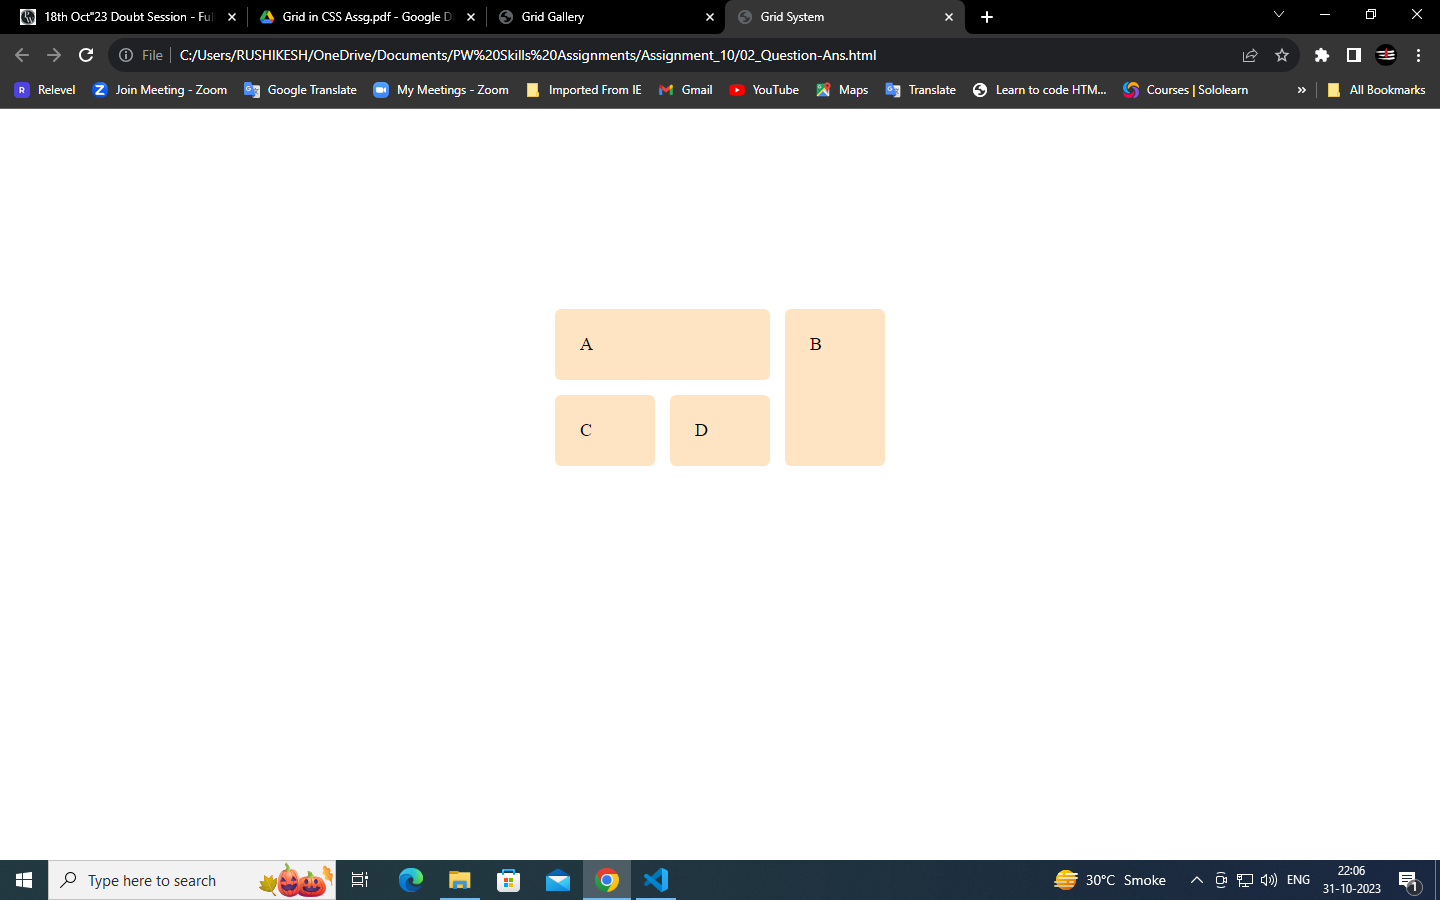 18th Oct"23 Doubt Session - Ful
Grid in CSS Assg.pdf - Google D
Grid Gallery
Grid System
File
C:/Users/RUSHIKESH/OneDrive/Documents/PW%20Skills%20Assignments/Assignment_10/02_Question-Ans.html
R Relevel
Join Meeting - Zoom
Google Translate
My Meetings - Zoom
Imported From IE
Gmail
YouTube
Maps
Translate
Learn to code HTM...
Courses | Sololearn
»
All Bookmarks
A
B
C
D
Type here to search
30°C Smoke
ENG
22:06
31-10-2023
1